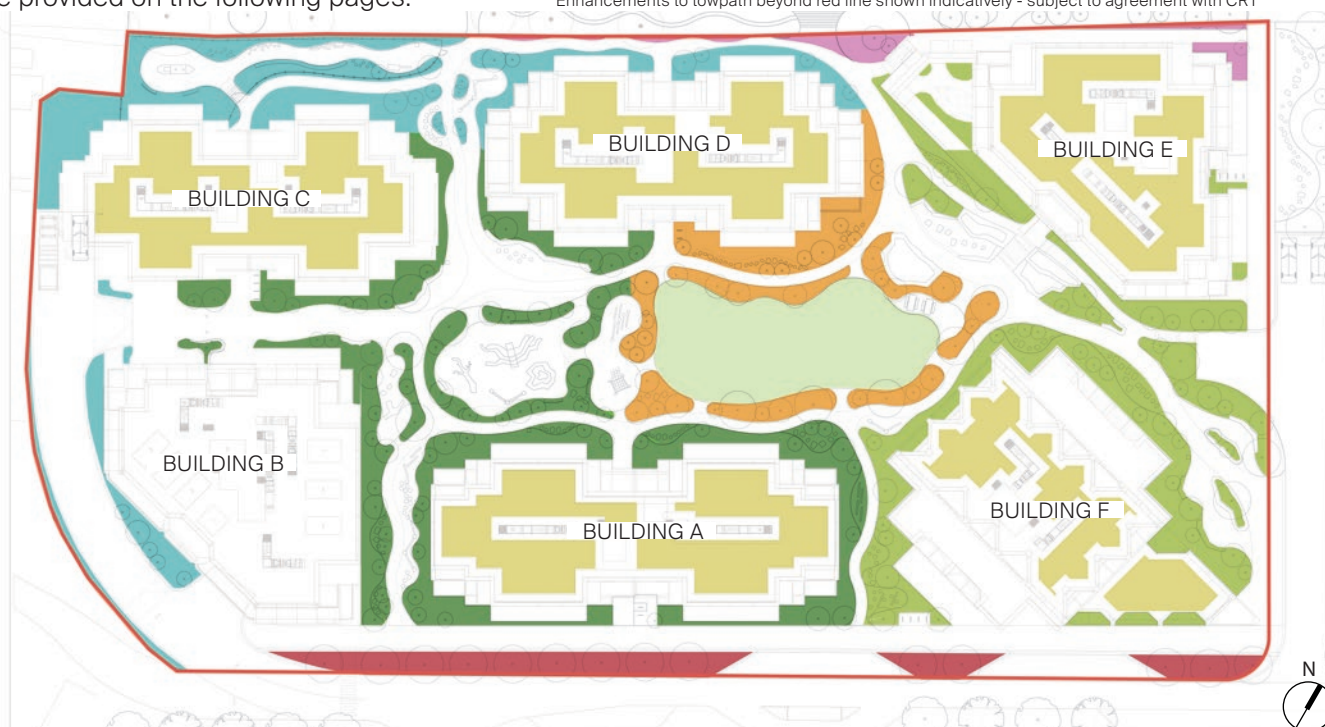 e provided on the following pages.
Enhancements to towpath beyond red line shown indicatively - subject to agreement with CRT
BUILDING D
BUILDING E
BUILDING C
BUILDING B
BUILDING F
BUILDING A
N